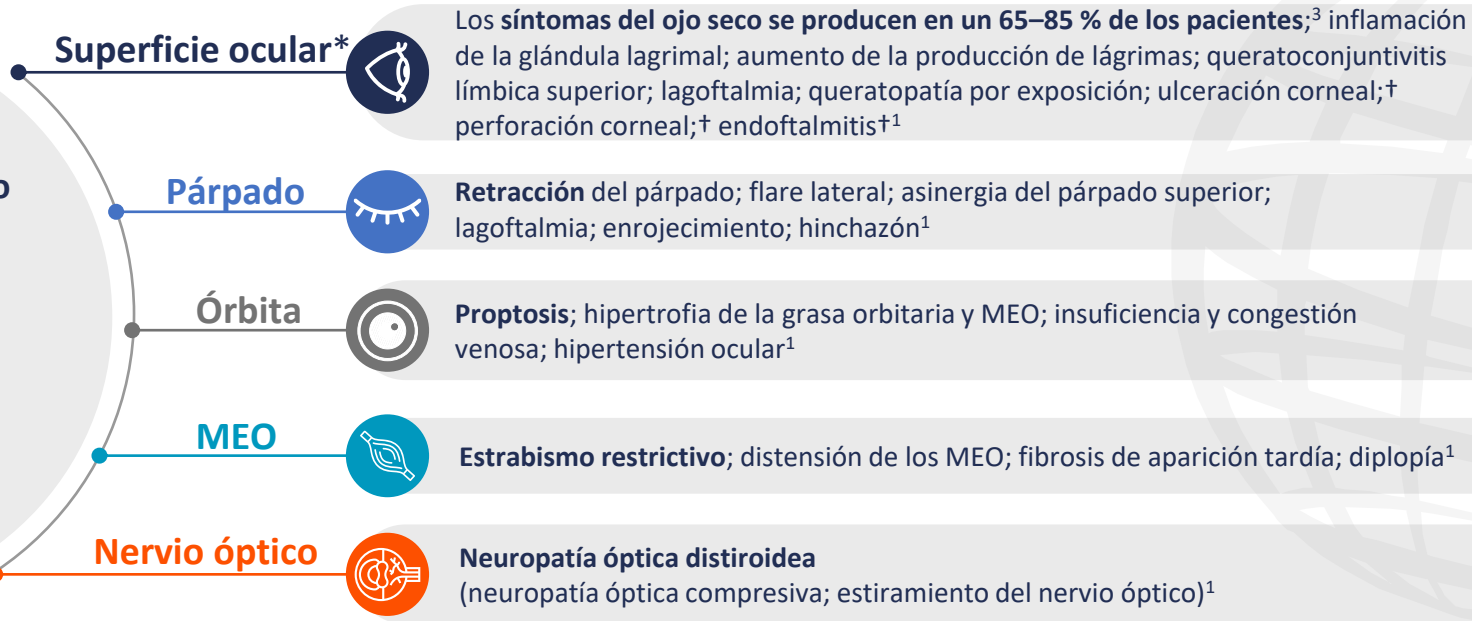 Superficie ocular*
Los síntomas del ojo seco se producen en un 65–85 % de los pacientes;³ inflamación
de la glándula lagrimal; aumento de la producción de lágrimas; queratoconjuntivitis
límbica superior; lagoftalmia; queratopatía por exposición; ulceración corneal;†
perforación corneal;† endoftalmitis†¹
o
Párpado
Retracción del párpado; flare lateral; asinergia del párpado superior;
lagoftalmia; enrojecimiento; hinchazón¹
Órbita
Proptosis; hipertrofia de la grasa orbitaria y MEO; insuficiencia y congestión
venosa; hipertensión ocular¹
MEO
Estrabismo restrictivo; distensión de los MEO; fibrosis de aparición tardía; diplopía¹
Nervio óptico
Neuropatía óptica distiroidea
(neuropatía óptica compresiva; estiramiento del nervio óptico)¹